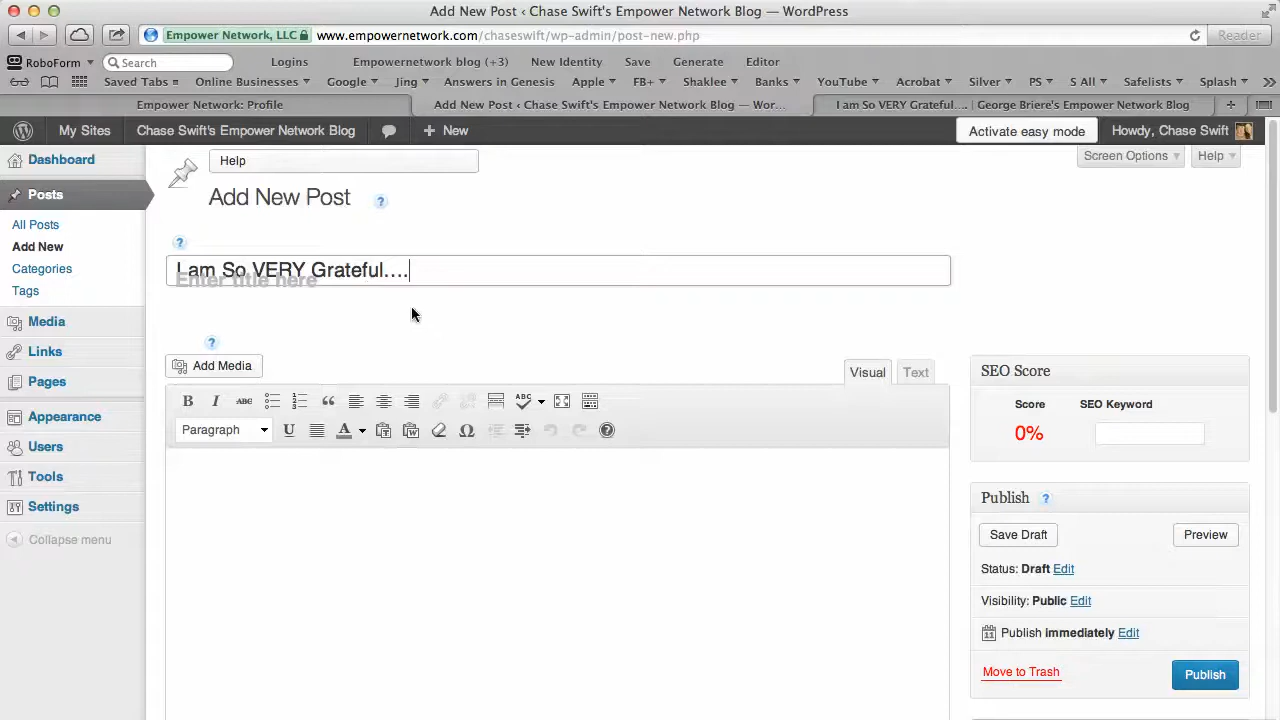 Add New Post ‹ Chase Swift's Empower Network Blog — WordPress
Empower Network, LLC www.empowernetwork.com/chaseswift/wp-admin/post-new.php Reader
RoboForm Search Logins Empowernetwork blog (+3) New Identity Save Generate Editor
Saved Tabs Online Businesses Google Jing Answers in Genesis Apple FB+ Shaklee Banks YouTube Acrobat Silver PS S All Safelists Splash
Empower Network: Profile Add New Post ‹ Chase Swift's Empower Network Blog — Wor... I am So VERY Grateful.... | George Briere's Empower Network Blog
My Sites Chase Swift's Empower Network Blog + New Activate easy mode Howdy, Chase Swift
Dashboard
Posts
All Posts
Add New
Categories
Tags
Media
Links
Pages
Appearance
Users
Tools
Settings
Collapse menu
Help
Screen Options Help
Add New Post ?
?
I am So VERY Grateful....
Enter title here
?
Add Media
Visual Text
B I ABC “ ABC
Paragraph U A Ω ?
SEO Score
Score SEO Keyword
0%
Publish ?
Save Draft Preview
Status: Draft Edit
Visibility: Public Edit
11 Publish immediately Edit
Move to Trash Publish